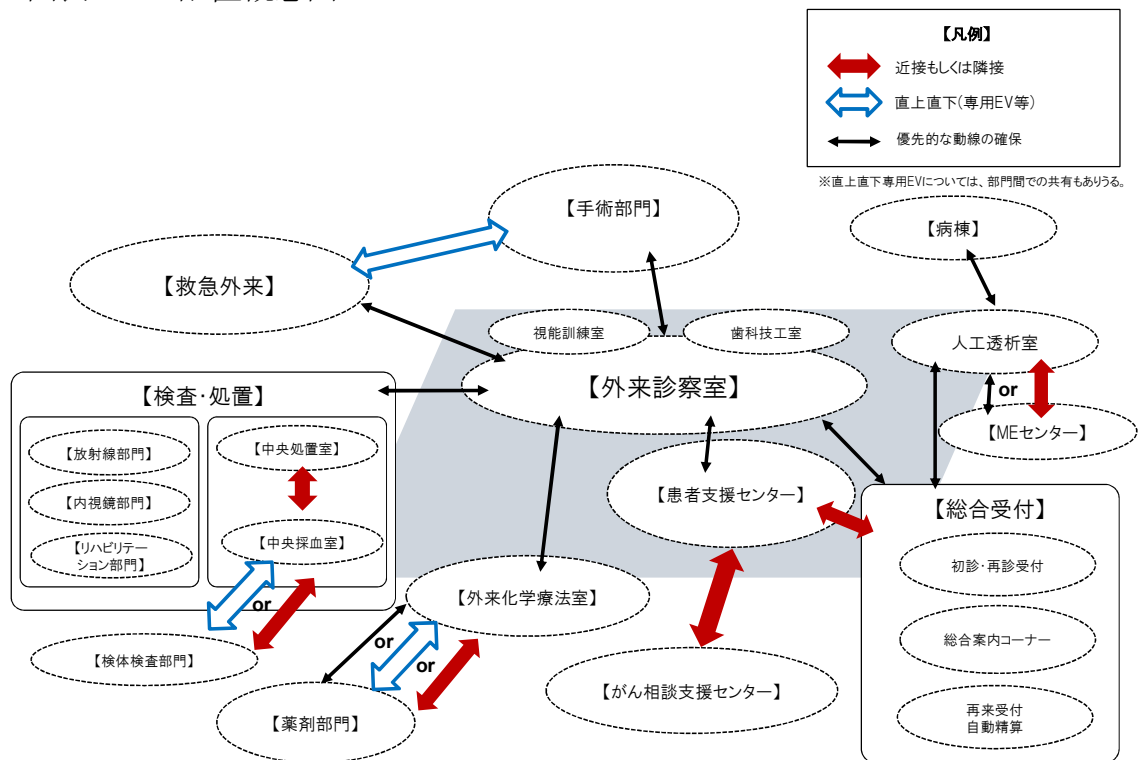 【凡例】
近接もしくは隣接
直上直下(専用EV等)
優先的な動線の確保
※直上直下専用EVについては、部門間での共有もありうる。
【手術部門】
【病棟】
【救急外来】
視能訓練室
歯科技工室
人工透析室
【外来診察室】
or
【MEセンター】
【検査・処置】
【放射線部門】
【内視鏡部門】
【リハビリテー
ション部門】
【中央処置室】
【中央採血室】
【患者支援センター】
【総合受付】
初診・再診受付
総合案内コーナー
再来受付
自動精算
【外来化学療法室】
or
or
or
【検体検査部門】
【薬剤部門】
【がん相談支援センター】